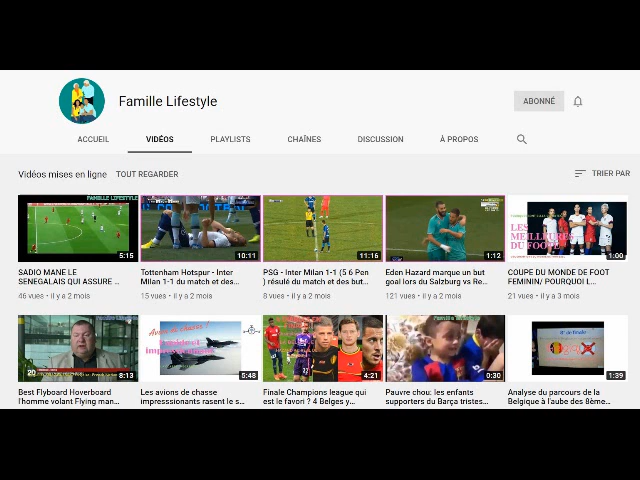 Famille Lifestyle
ABONNÉ
ACCUEIL VIDÉOS PLAYLISTS CHAÎNES DISCUSSION À PROPOS
Vidéos mises en ligne TOUT REGARDER TRIER PAR
FAMILLE LIFESTYLE
LES MEILLEURES DU FOOT
5:15 10:11 11:16 1:12 1:00
SADIO MANE LE SENEGALAIS QUI ASSURE ...
46 vues • il y a 2 mois
Tottenham Hotspur - Inter Milan 1-1 du match et des...
15 vues • il y a 2 mois
PSG - Inter Milan 1-1 (5 6 Pen ) résulé du match et des but...
8 vues • il y a 2 mois
Eden Hazard marque un but goal lors du Salzburg vs Re...
121 vues • il y a 2 mois
COUPE DU MONDE DE FOOT FEMININ/ POURQUOI L...
21 vues • il y a 3 mois
20
8:13 5:48 4:21 0:30 1:39
Best Flyboard Hoverboard l'homme volant Flying man...
Les avions de chasse impresssionants rasent le s...
Finale Champions league qui est le favori ? 4 Belges y...
Pauvre chou: les enfants supporters du Barça tristes...
Analyse du parcours de la Belgique à l'aube des 8ème...